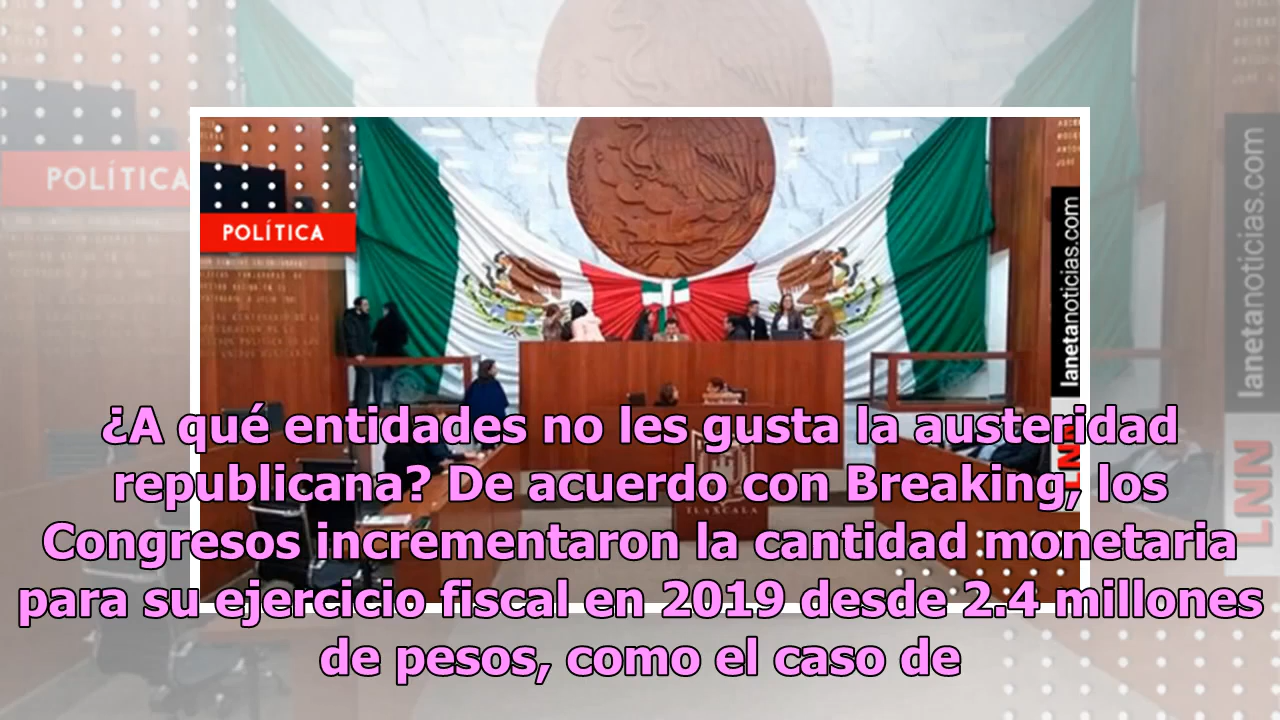 POLÍTICA
POLÍTICA
lanetanoticias.com
LNN
lanetanoticias.com
LNN
TLAXCALA
¿A qué entidades no les gusta la austeridad
republicana? De acuerdo con Breaking, los
Congresos incrementaron la cantidad monetaria
para su ejercicio fiscal en 2019 desde 2.4 millones
de pesos, como el caso de